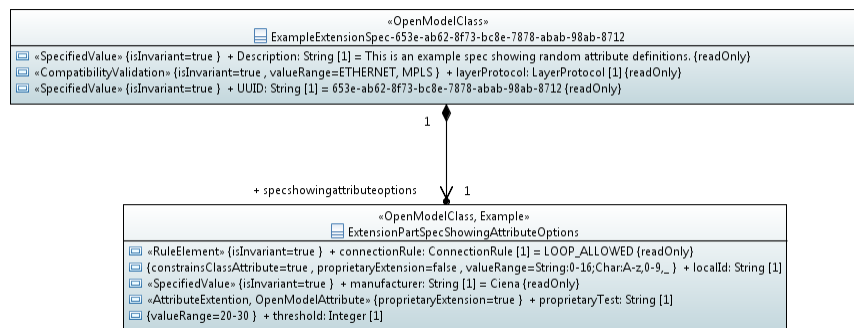 «OpenModelClass»
ExampleExtensionSpec-653e-ab62-8f73-bc8e-7878-abab-98ab-8712
«SpecifiedValue» {isInvariant=true } + Description: String [1] = This is an example spec showing random attribute definitions. {readOnly}
«CompatibilityValidation» {isInvariant=true , valueRange=ETHERNET, MPLS } + layerProtocol: LayerProtocol [1] {readOnly}
«SpecifiedValue» {isInvariant=true } + UUID: String [1] = 653e-ab62-8f73-bc8e-7878-abab-98ab-8712 {readOnly}
1
+ specshowingattributeoptions 1
«OpenModelClass, Example»
ExtensionPartSpecShowingAttributeOptions
«RuleElement» {isInvariant=true } + connectionRule: ConnectionRule [1] = LOOP_ALLOWED {readOnly}
{constrainsClassAttribute=true , proprietaryExtension=false , valueRange=String:0-16;Char:A-z,0-9,_ } + localId: String [1]
«SpecifiedValue» {isInvariant=true } + manufacturer: String [1] = Ciena {readOnly}
«AttributeExtention, OpenModelAttribute» {proprietaryExtension=true } + proprietaryTest: String [1]
{valueRange=20-30 } + threshold: Integer [1]